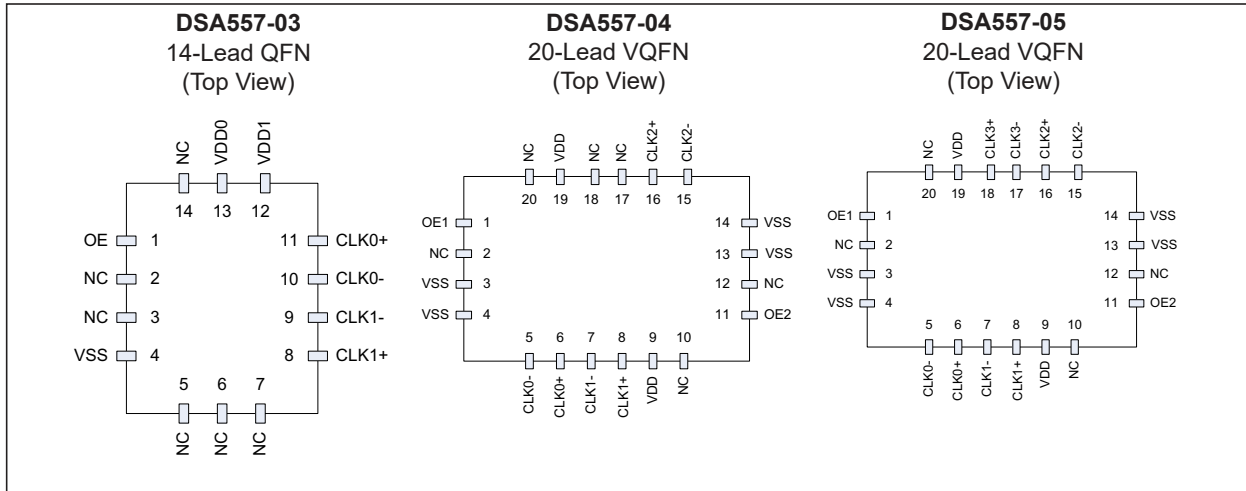 DSA557-03
14-Lead QFN
(Top View)
NC
VDD0
VDD1
14
13
12
OE 1
NC 2
NC 3
VSS 4
11 CLK0+
10 CLK0-
9 CLK1-
8 CLK1+
5
6
7
NC
NC
NC
DSA557-04
20-Lead VQFN
(Top View)
NC
VDD
NC
NC
CLK2+
CLK2-
20
19
18
17
16
15
OE1 1
NC 2
VSS 3
VSS 4
14 VSS
13 VSS
12 NC
11 OE2
5
6
7
8
9
10
CLK0-
CLK0+
CLK1-
CLK1+
VDD
NC
DSA557-05
20-Lead VQFN
(Top View)
NC
VDD
CLK3+
CLK3-
CLK2+
CLK2-
20
19
18
17
16
15
OE1 1
NC 2
VSS 3
VSS 4
14 VSS
13 VSS
12 NC
11 OE2
5
6
7
8
9
10
CLK0-
CLK0+
CLK1-
CLK1+
VDD
NC